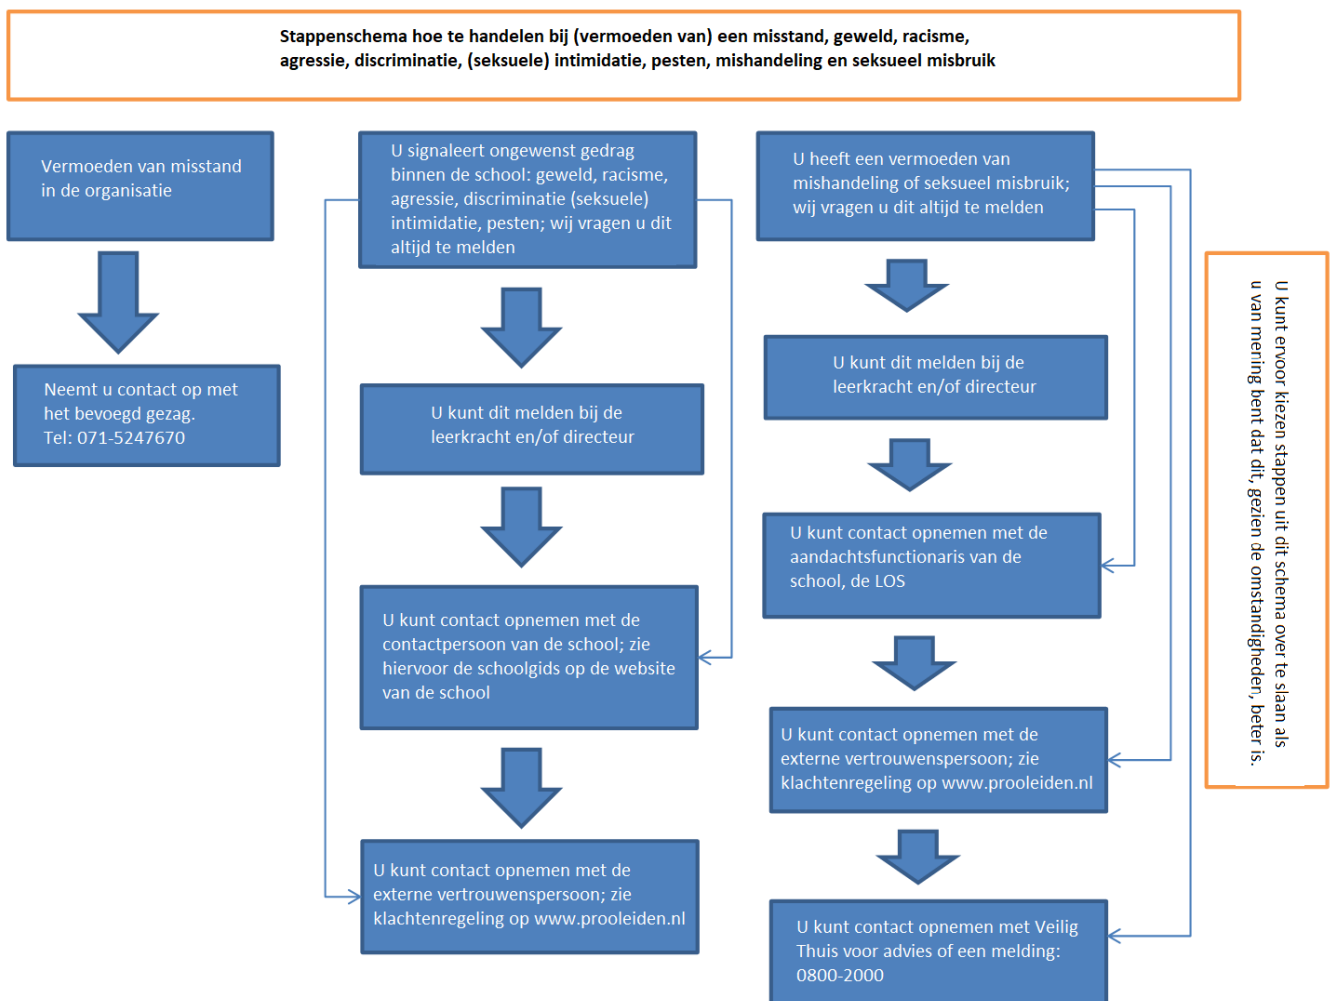 Stappenschema hoe te handelen bij (vermoeden van) een misstand, geweld, racisme,
agressie, discriminatie, (seksuele) intimidatie, pesten, mishandeling en seksueel misbruik
Vermoeden van misstand
in de organisatie
Neemt u contact op met
het bevoegd gezag.
Tel: 071-5247670
U signaleert ongewenst gedrag
binnen de school: geweld, racisme,
agressie, discriminatie (seksuele)
intimidatie, pesten; wij vragen u dit
altijd te melden
U kunt dit melden bij de
leerkracht en/of directeur
U kunt contact opnemen met de
contactpersoon van de school; zie
hiervoor de schoolgids op de website
van de school
U kunt contact opnemen met de
externe vertrouwenspersoon; zie
klachtenregeling op www.prooleiden.nl
U heeft een vermoeden van
mishandeling of seksueel misbruik;
wij vragen u dit altijd te melden
U kunt dit melden bij de
leerkracht en/of directeur
U kunt contact opnemen met de
aandachtsfunctionaris van de
school, de LOS
U kunt contact opnemen met de
externe vertrouwenspersoon; zie
klachtenregeling op www.prooleiden.nl
U kunt contact opnemen met Veilig
Thuis voor advies of een melding:
0800-2000
U kunt ervoor kiezen stappen uit dit schema over te slaan als
u van mening bent dat dit, gezien de omstandigheden, beter is.